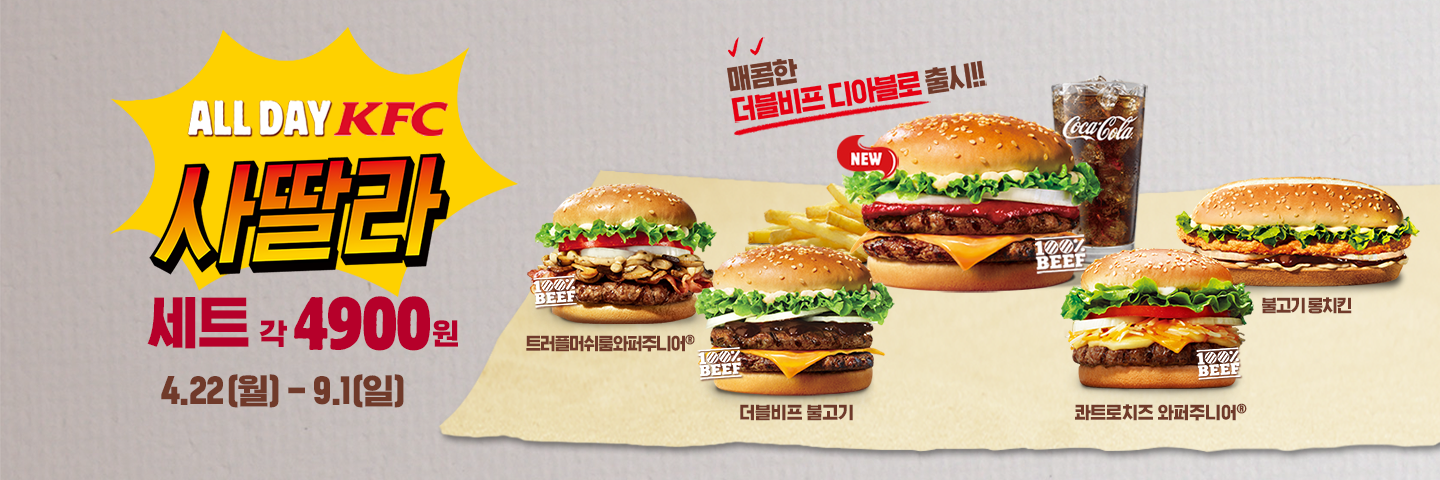 ALL DAY KFC
사딸라
세트 각 4900원
4.22(월) – 9.1(일)
매콤한
더블비프 디아블로 출시!!
NEW
Coca-Cola
100% BEEF
트러플머쉬룸와퍼주니어®
100% BEEF
더블비프 불고기
100% BEEF
100% BEEF
콰트로치즈 와퍼주니어®
불고기 롱치킨